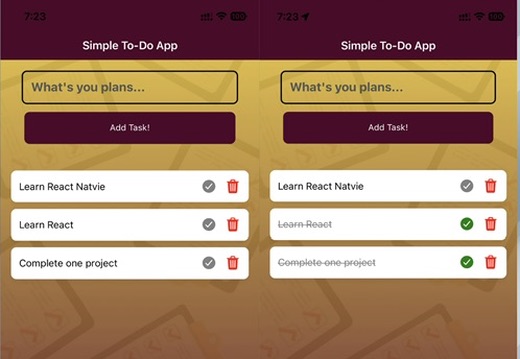 7:23
Simple To-Do App
What's you plans...
Add Task!
Learn React Natvie
Learn React
Complete one project
7:23
Simple To-Do App
What's you plans...
Add Task!
Learn React Natvie
Learn React
Complete one project